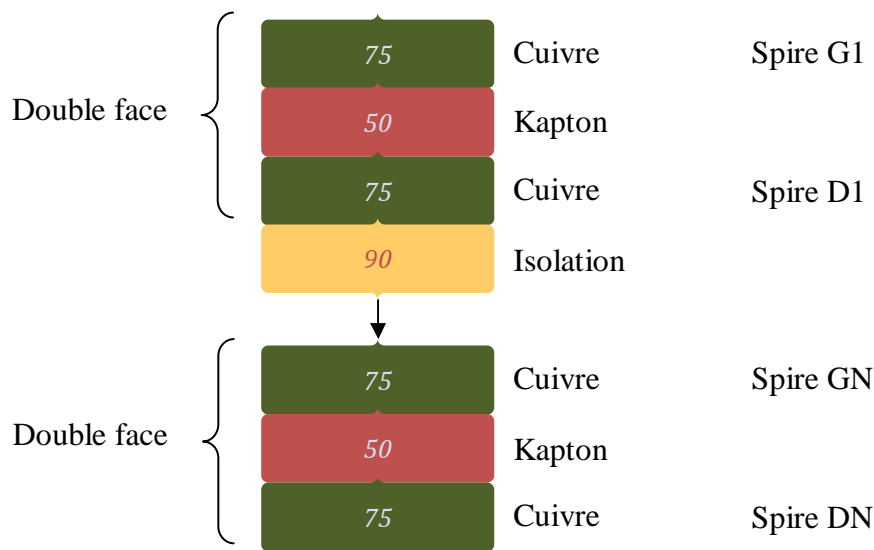 75 Cuivre Spire G1
Double face
50 Kapton
75 Cuivre Spire D1
90 Isolation
75 Cuivre Spire GN
Double face
50 Kapton
75 Cuivre Spire DN